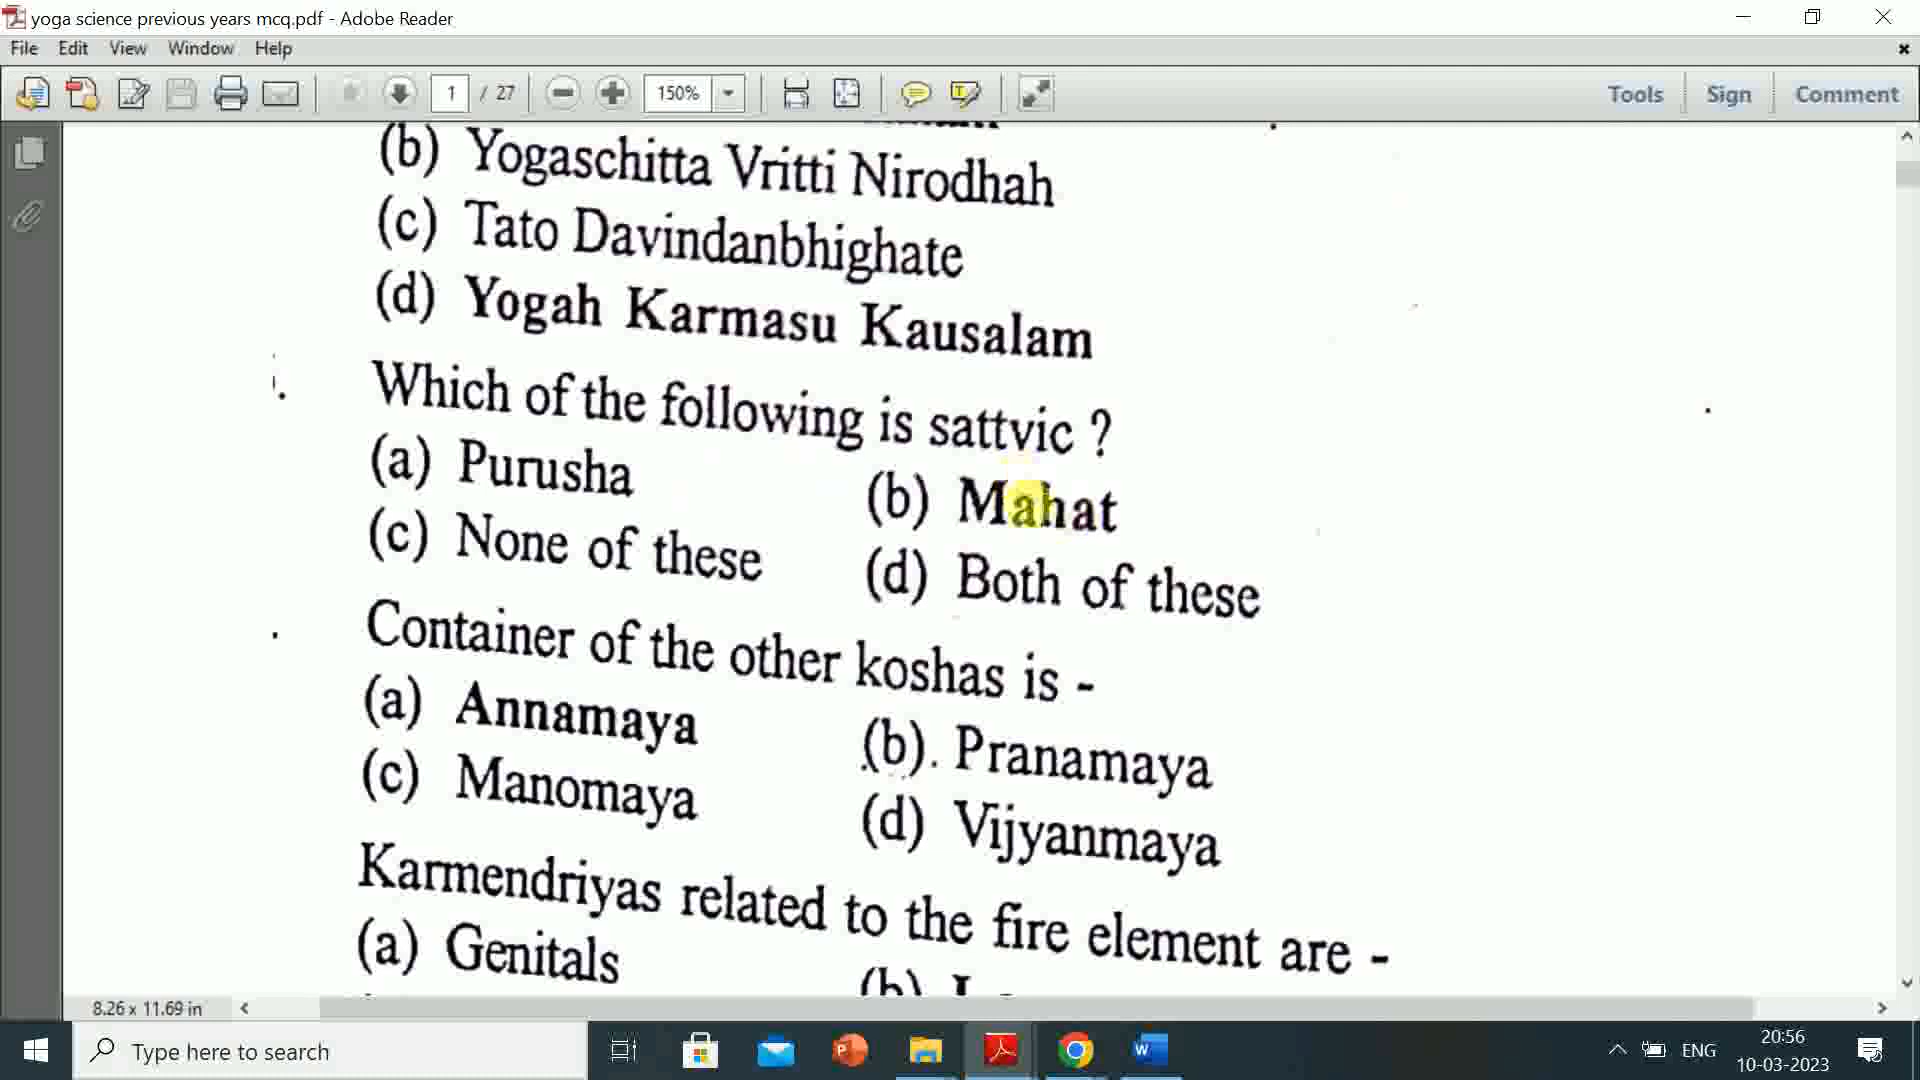 yoga science previous years mcq.pdf - Adobe Reader
File Edit View Window Help
1 / 27 150% Tools Sign Comment
(b) Yogaschitta Vritti Nirodhah
(c) Tato Davindanbhighate
(d) Yogah Karmasu Kausalam
Which of the following is sattvic ?
(a) Purusha (b) Mahat
(c) None of these (d) Both of these
Container of the other koshas is -
(a) Annamaya (b). Pranamaya
(c) Manomaya (d) Vijyanmaya
Karmendriyas related to the fire element are -
(a) Genitals (b)
8.26 x 11.69 in
Type here to search
ENG
20:56
10-03-2023